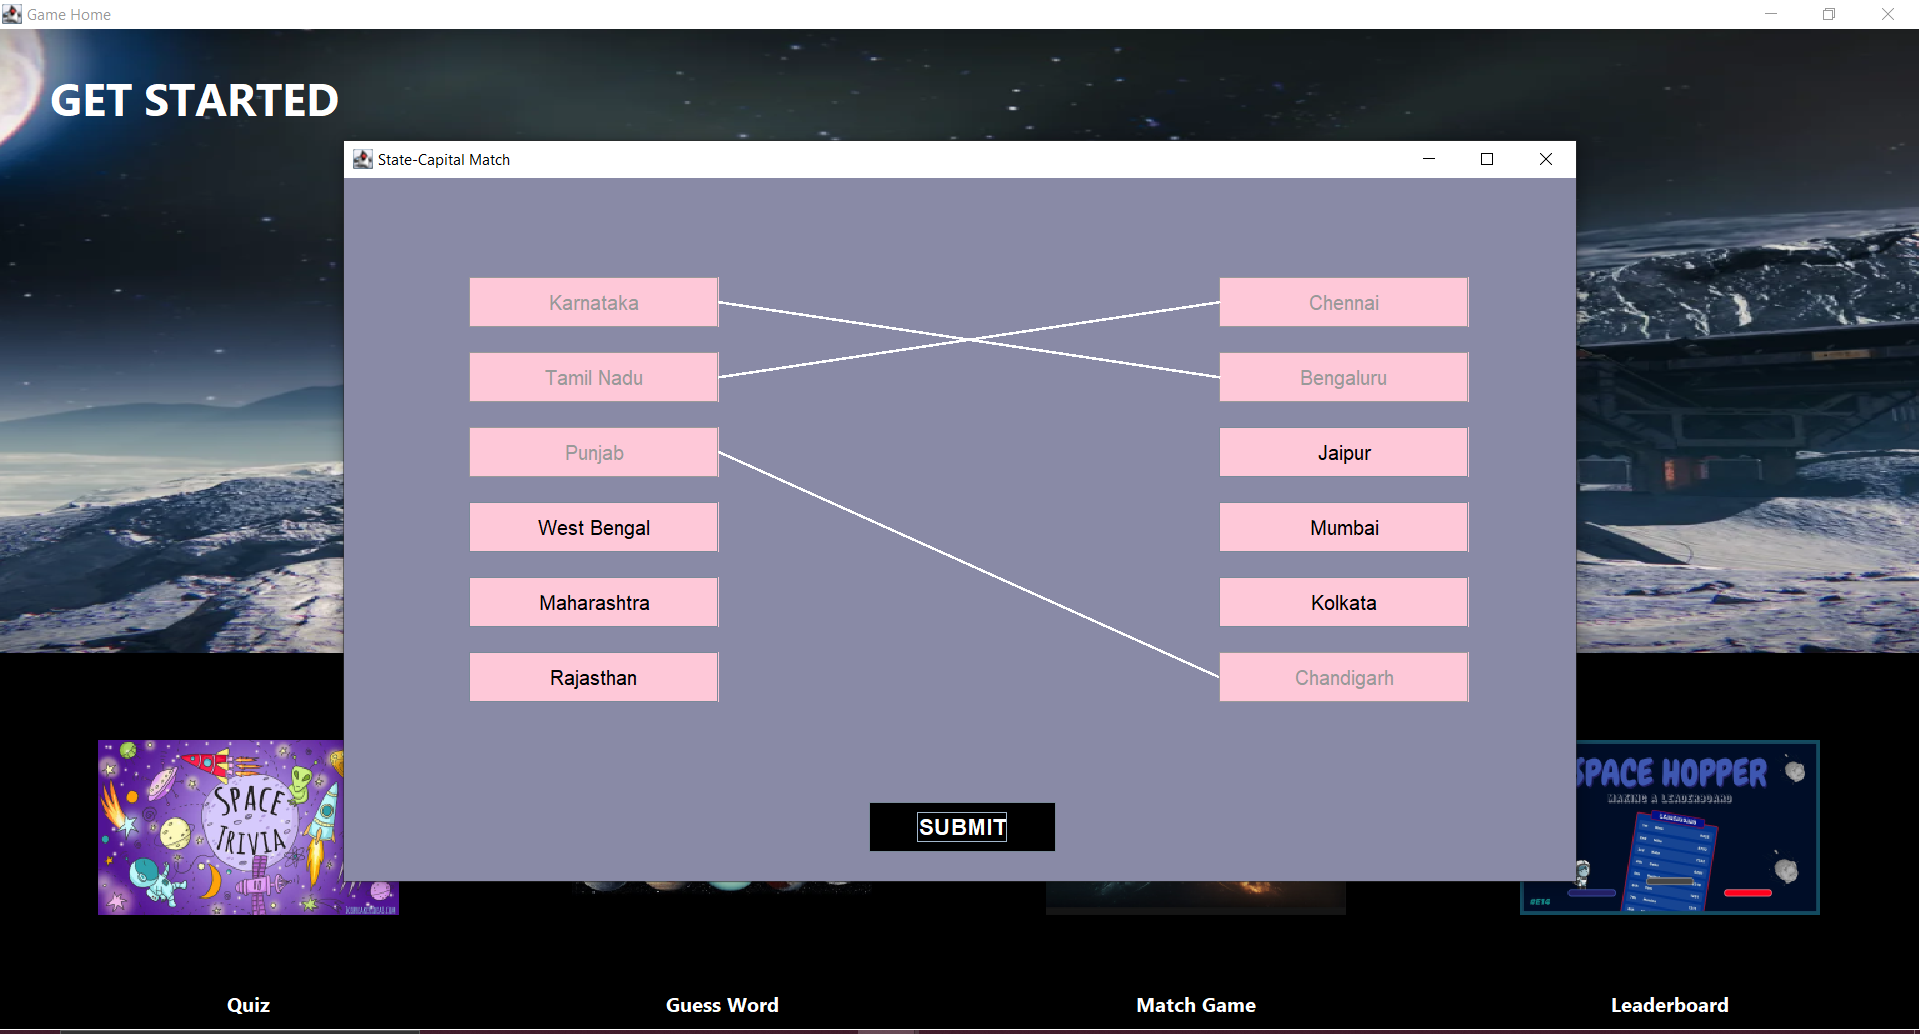 Game Home
GET STARTED
State-Capital Match
Karnataka
Chennai
Tamil Nadu
Bengaluru
Punjab
Jaipur
West Bengal
Mumbai
Maharashtra
Kolkata
Rajasthan
Chandigarh
SUBMIT
SPACE
TRIVIA
SPACE HOPPER
MAKING A LEADERBOARD
#E14
Quiz
Guess Word
Match Game
Leaderboard